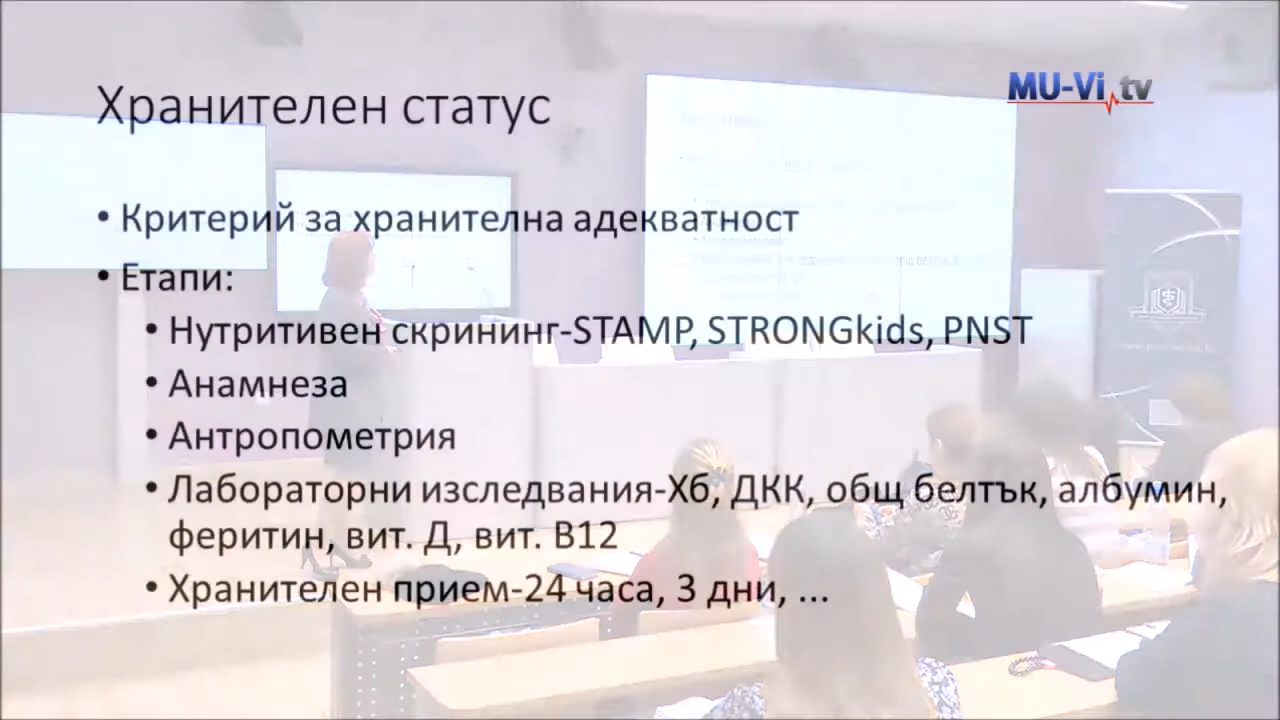 MU-Vi.tv
Хранителен статус
• Критерий за хранителна адекватност
• Етапи:
• Нутритивен скрининг-STAMP, STRONGkids, PNST
• Анамнеза
• Антропометрия
• Лабораторни изследвания-Хб, ДКК, общ белтък, албумин,
феритин, вит. Д, вит. В12
• Хранителен прием-24 часа, 3 дни, ...